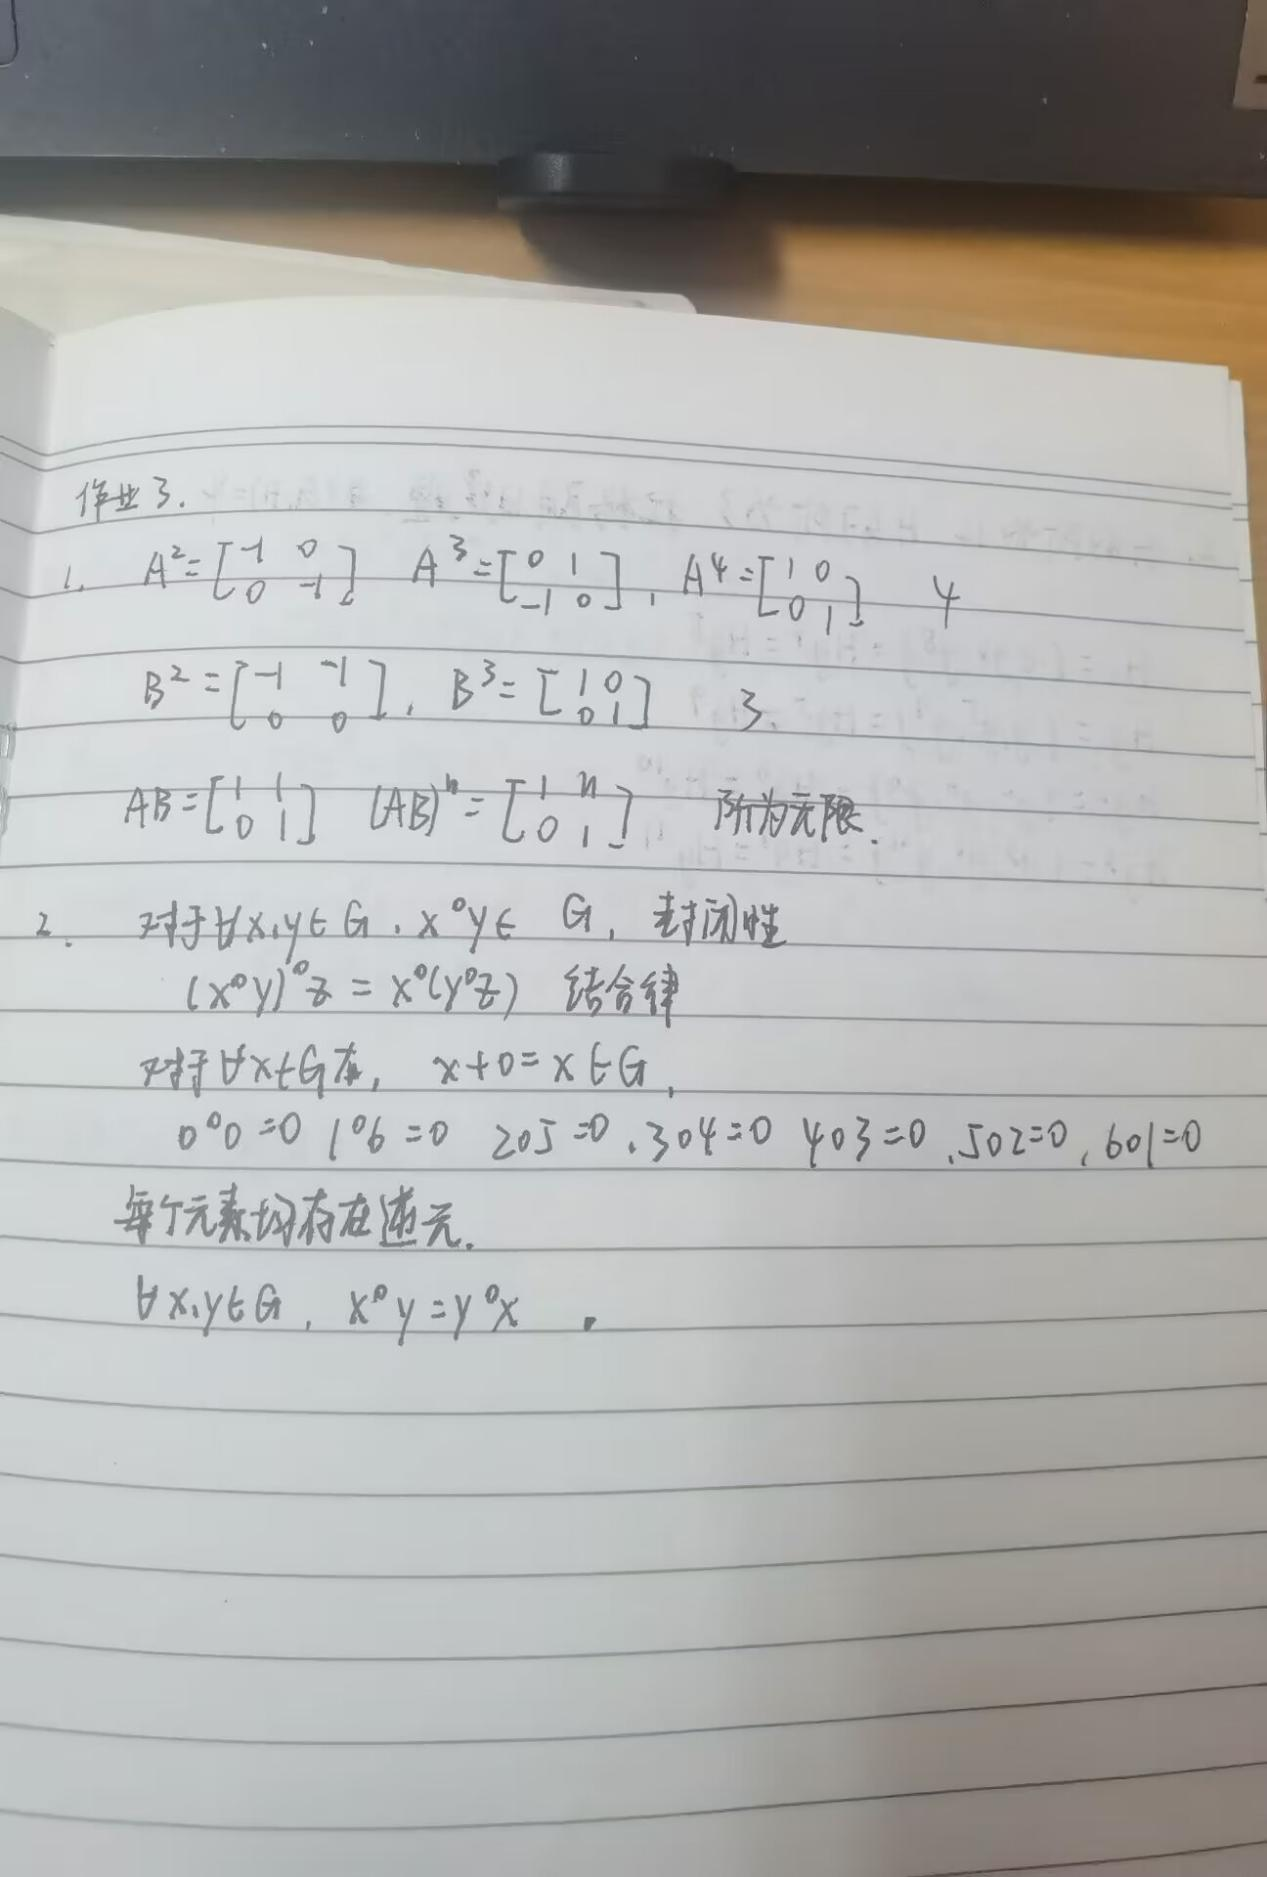 作业3.
1. A²=[-1 0 0 -1] A³=[0 1 -1 0], A⁴=[1 0 0 1] 4
B²=[-1 -1 0 0], B³=[1 0 0 1] 3
AB=[1 1 0 1] (AB)ⁿ=[1 n 0 1] 阶为无限.
2. 对于∀x,y∈G, x∘y∈ G, 封闭性
(x∘y)∘z = x∘(y∘z) 结合律
对于∀x∈G有, x+0=x∈G,
0∘0=0 1∘6=0 2∘5=0, 3∘4=0 4∘3=0, 5∘2=0, 6∘1=0
每个元素均存在逆元.
∀x,y∈G, x∘y=y∘x .